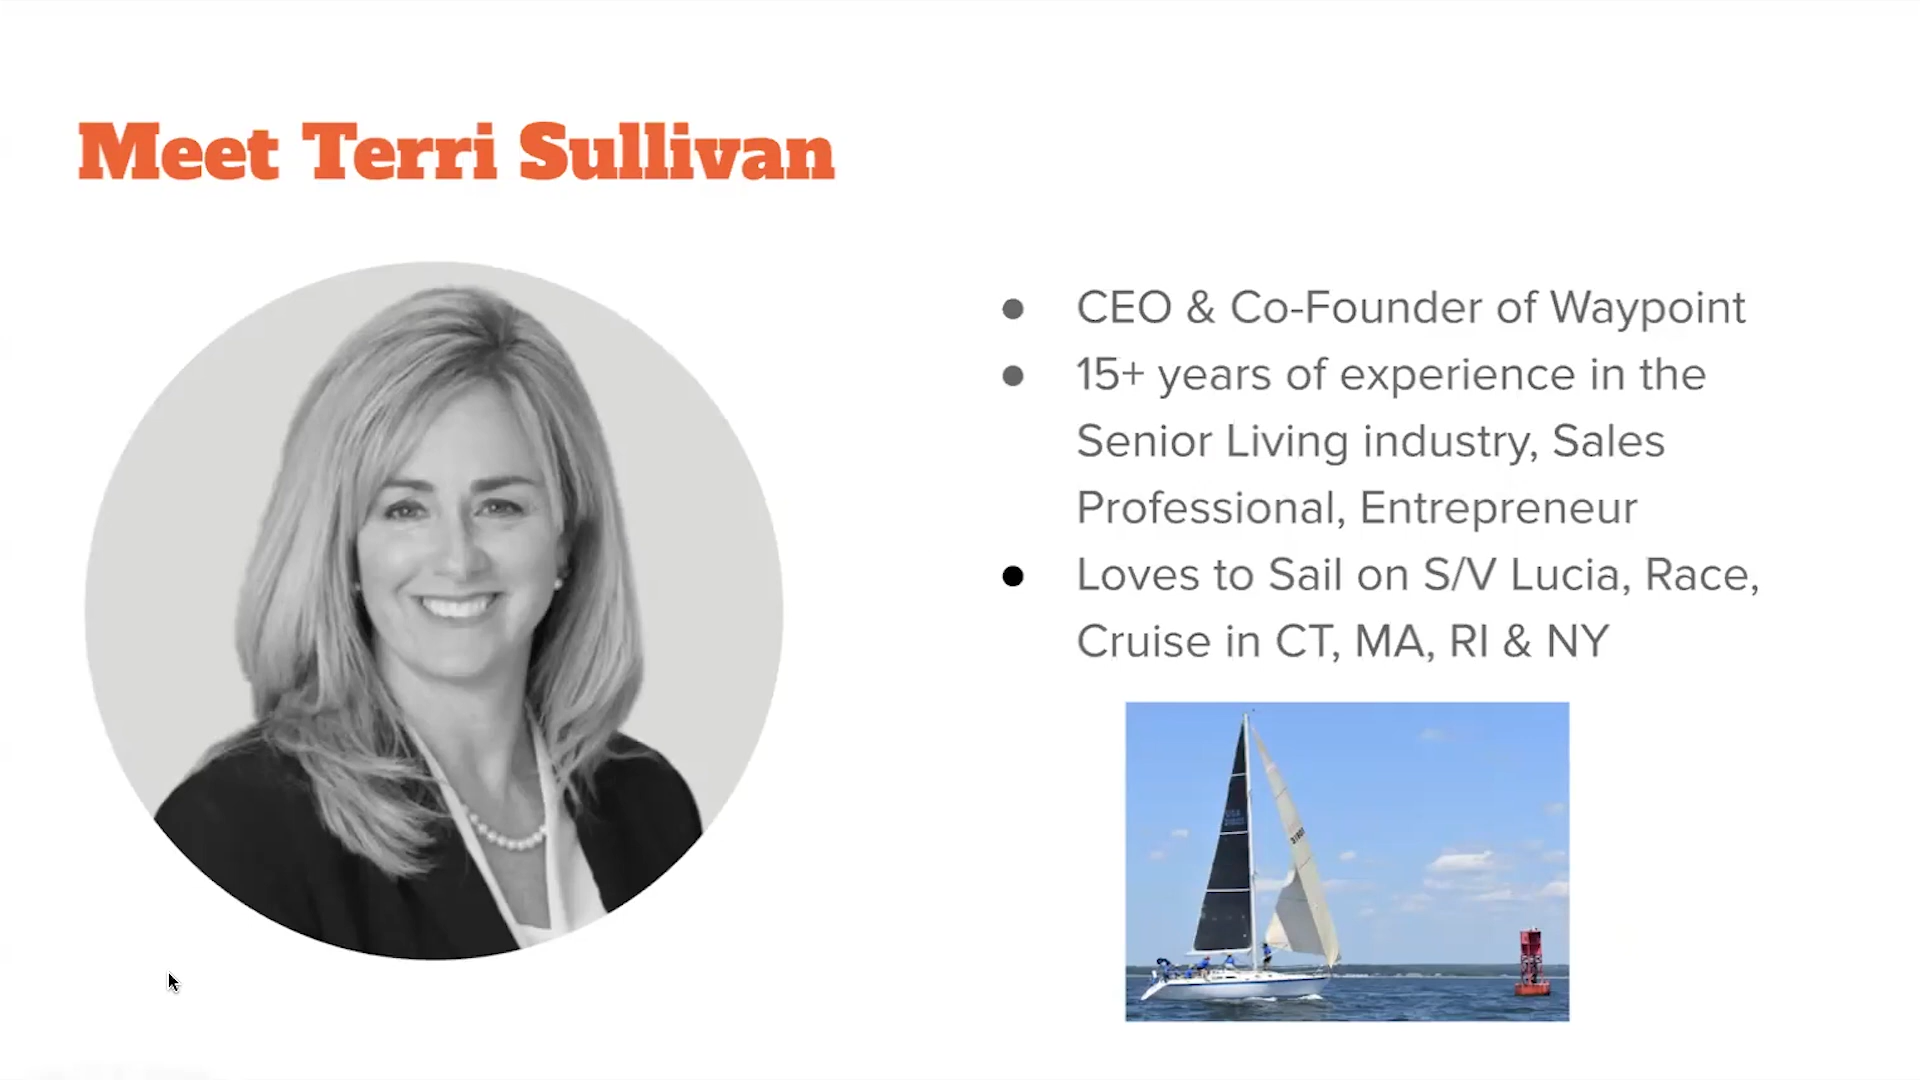 Meet Terri Sullivan
● CEO & Co-Founder of Waypoint
● 15+ years of experience in the
Senior Living industry, Sales
Professional, Entrepreneur
● Loves to Sail on S/V Lucia, Race,
Cruise in CT, MA, RI & NY
USA